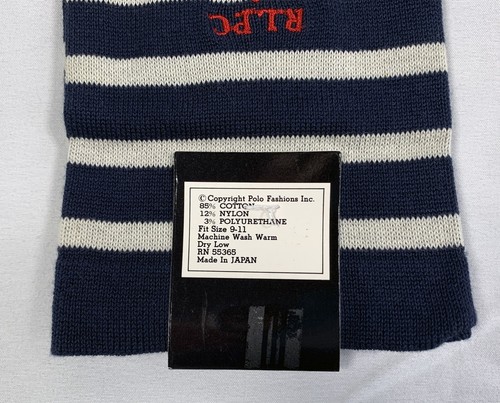 R.L.P.C
© Copyright Polo Fashions Inc.
85% COTTON
12% NYLON
3% POLYURETHANE
Fit Size 9-11
Machine Wash Warm
Dry Low
RN 55365
Made In JAPAN